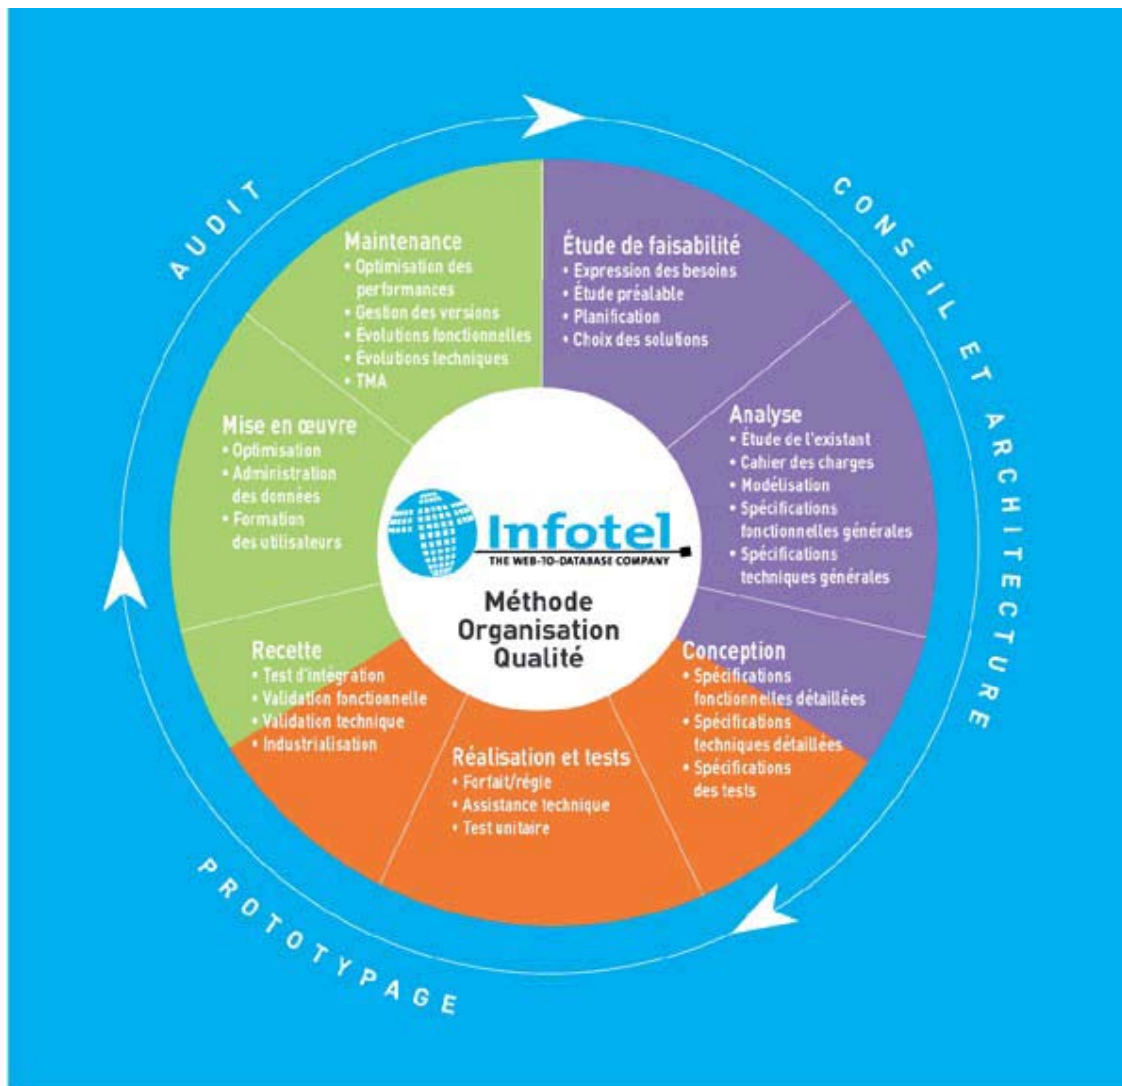 AUDIT
CONSEIL ET ARCHITECTURE
PROTOTYPAGE
Étude de faisabilité
• Expression des besoins
• Étude préalable
• Planification
• Choix des solutions
Analyse
• Étude de l'existant
• Cahier des charges
• Modélisation
• Spécifications
fonctionnelles générales
• Spécifications
techniques générales
Conception
• Spécifications
fonctionnelles détaillées
• Spécifications
techniques détaillées
• Spécifications
des tests
Réalisation et tests
• Forfait/régie
• Assistance technique
• Test unitaire
Recette
• Test d'intégration
• Validation fonctionnelle
• Validation technique
• Industrialisation
Mise en œuvre
• Optimisation
• Administration
des données
• Formation
des utilisateurs
Maintenance
• Optimisation des
performances
• Gestion des versions
• Évolutions fonctionnelles
• Évolutions techniques
• TMA
Infotel
THE WEB-TO-DATABASE COMPANY
Méthode
Organisation
Qualité